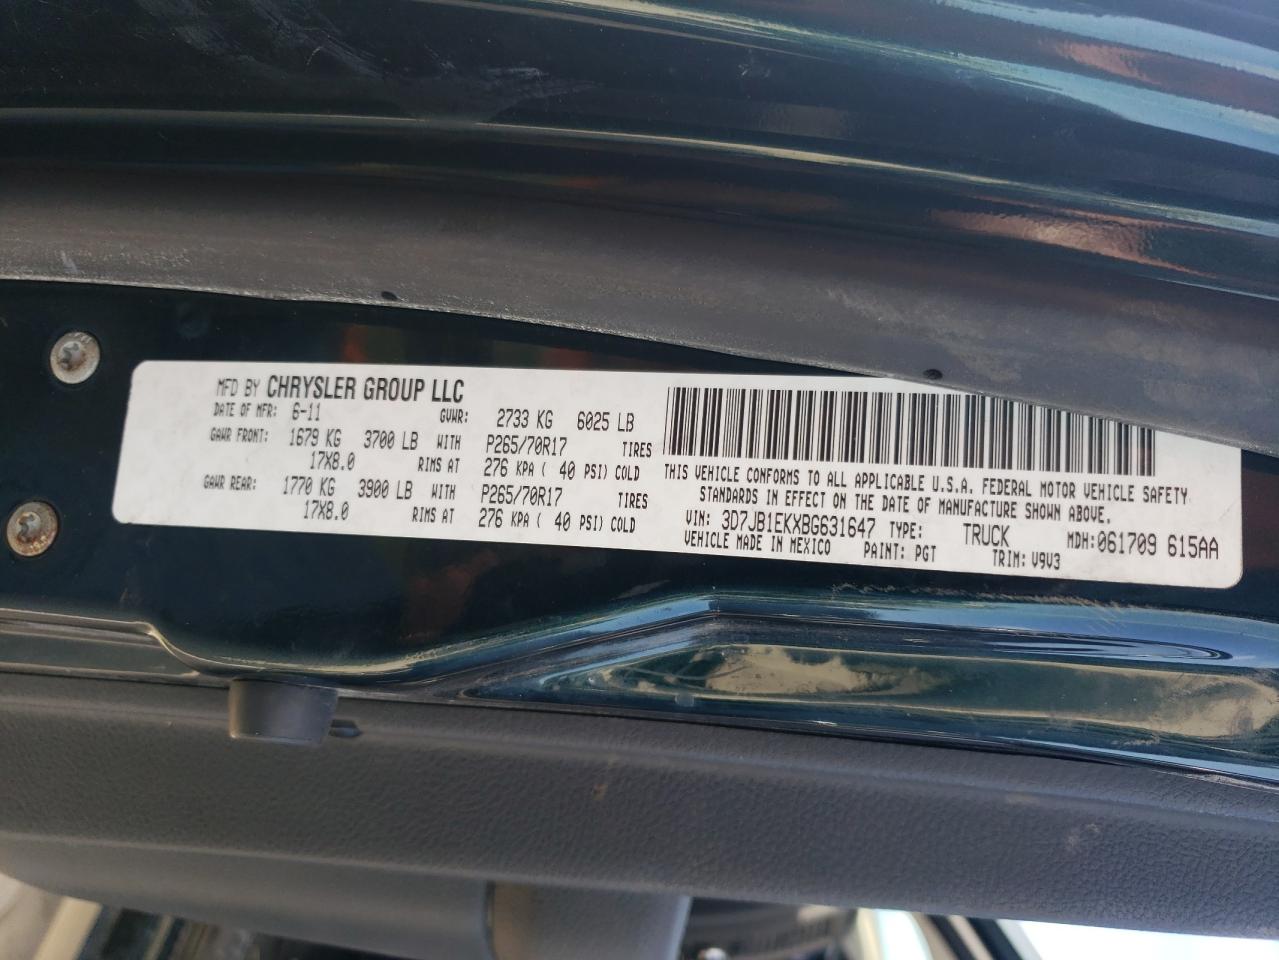 MFD BY CHRYSLER GROUP LLC
DATE OF MFR: 6-11 GVWR: 2733 KG 6025 LB
GAWR FRONT: 1679 KG 3700 LB WITH P265/70R17 TIRES
17X8.0 RIMS AT 276 KPA ( 40 PSI) COLD
GAWR REAR: 1770 KG 3900 LB WITH P265/70R17 TIRES
17X8.0 RIMS AT 276 KPA ( 40 PSI) COLD
THIS VEHICLE CONFORMS TO ALL APPLICABLE U.S.A. FEDERAL MOTOR VEHICLE SAFETY
STANDARDS IN EFFECT ON THE DATE OF MANUFACTURE SHOWN ABOVE.
VIN: 3D7JB1EKXBG631647 TYPE: TRUCK MDH: 061709 615AA
VEHICLE MADE IN MEXICO PAINT: PGT TRIM: V9V3